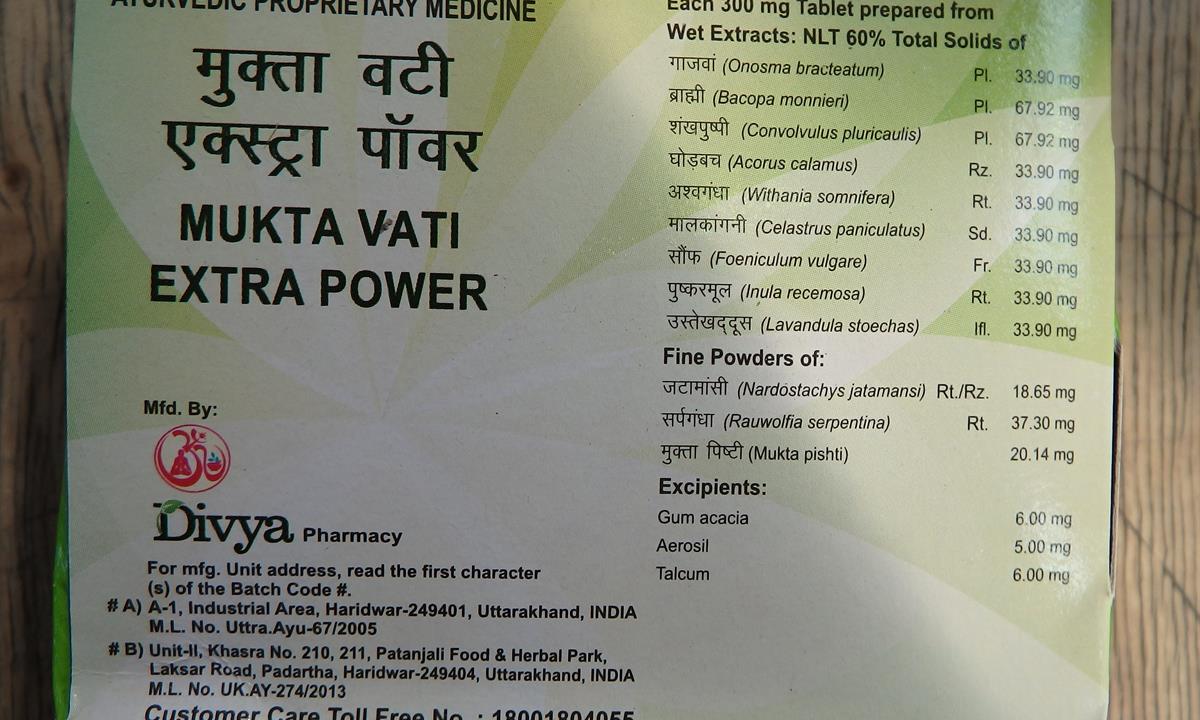 AYURVEDIC PROPRIETARY MEDICINE
मुक्ता वटी
एक्स्ट्रा पॉवर
MUKTA VATI
EXTRA POWER
Mfd. By:
Divya Pharmacy
For mfg. Unit address, read the first character
(s) of the Batch Code #.
# A) A-1, Industrial Area, Haridwar-249401, Uttarakhand, INDIA
M.L. No. Uttra.Ayu-67/2005
# B) Unit-II, Khasra No. 210, 211, Patanjali Food & Herbal Park,
Laksar Road, Padartha, Haridwar-249404, Uttarakhand, INDIA
M.L. No. UK.AY-274/2013
Customer Care Toll Free No. : 18001804055
Each 300 mg Tablet prepared from
Wet Extracts: NLT 60% Total Solids of
गाजवां (Onosma bracteatum) Pl. 33.90 mg
ब्राह्मी (Bacopa monnieri) Pl. 67.92 mg
शंखपुष्पी (Convolvulus pluricaulis) Pl. 67.92 mg
घोड़बच (Acorus calamus) Rz. 33.90 mg
अश्वगंधा (Withania somnifera) Rt. 33.90 mg
मालकांगनी (Celastrus paniculatus) Sd. 33.90 mg
सौंफ (Foeniculum vulgare) Fr. 33.90 mg
पुष्करमूल (Inula recemosa) Rt. 33.90 mg
उस्तेखद्दूस (Lavandula stoechas) Ifl. 33.90 mg
Fine Powders of:
जटामांसी (Nardostachys jatamansi) Rt./Rz. 18.65 mg
सर्पगंधा (Rauwolfia serpentina) Rt. 37.30 mg
मुक्ता पिष्टी (Mukta pishti) 20.14 mg
Excipients:
Gum acacia 6.00 mg
Aerosil 5.00 mg
Talcum 6.00 mg